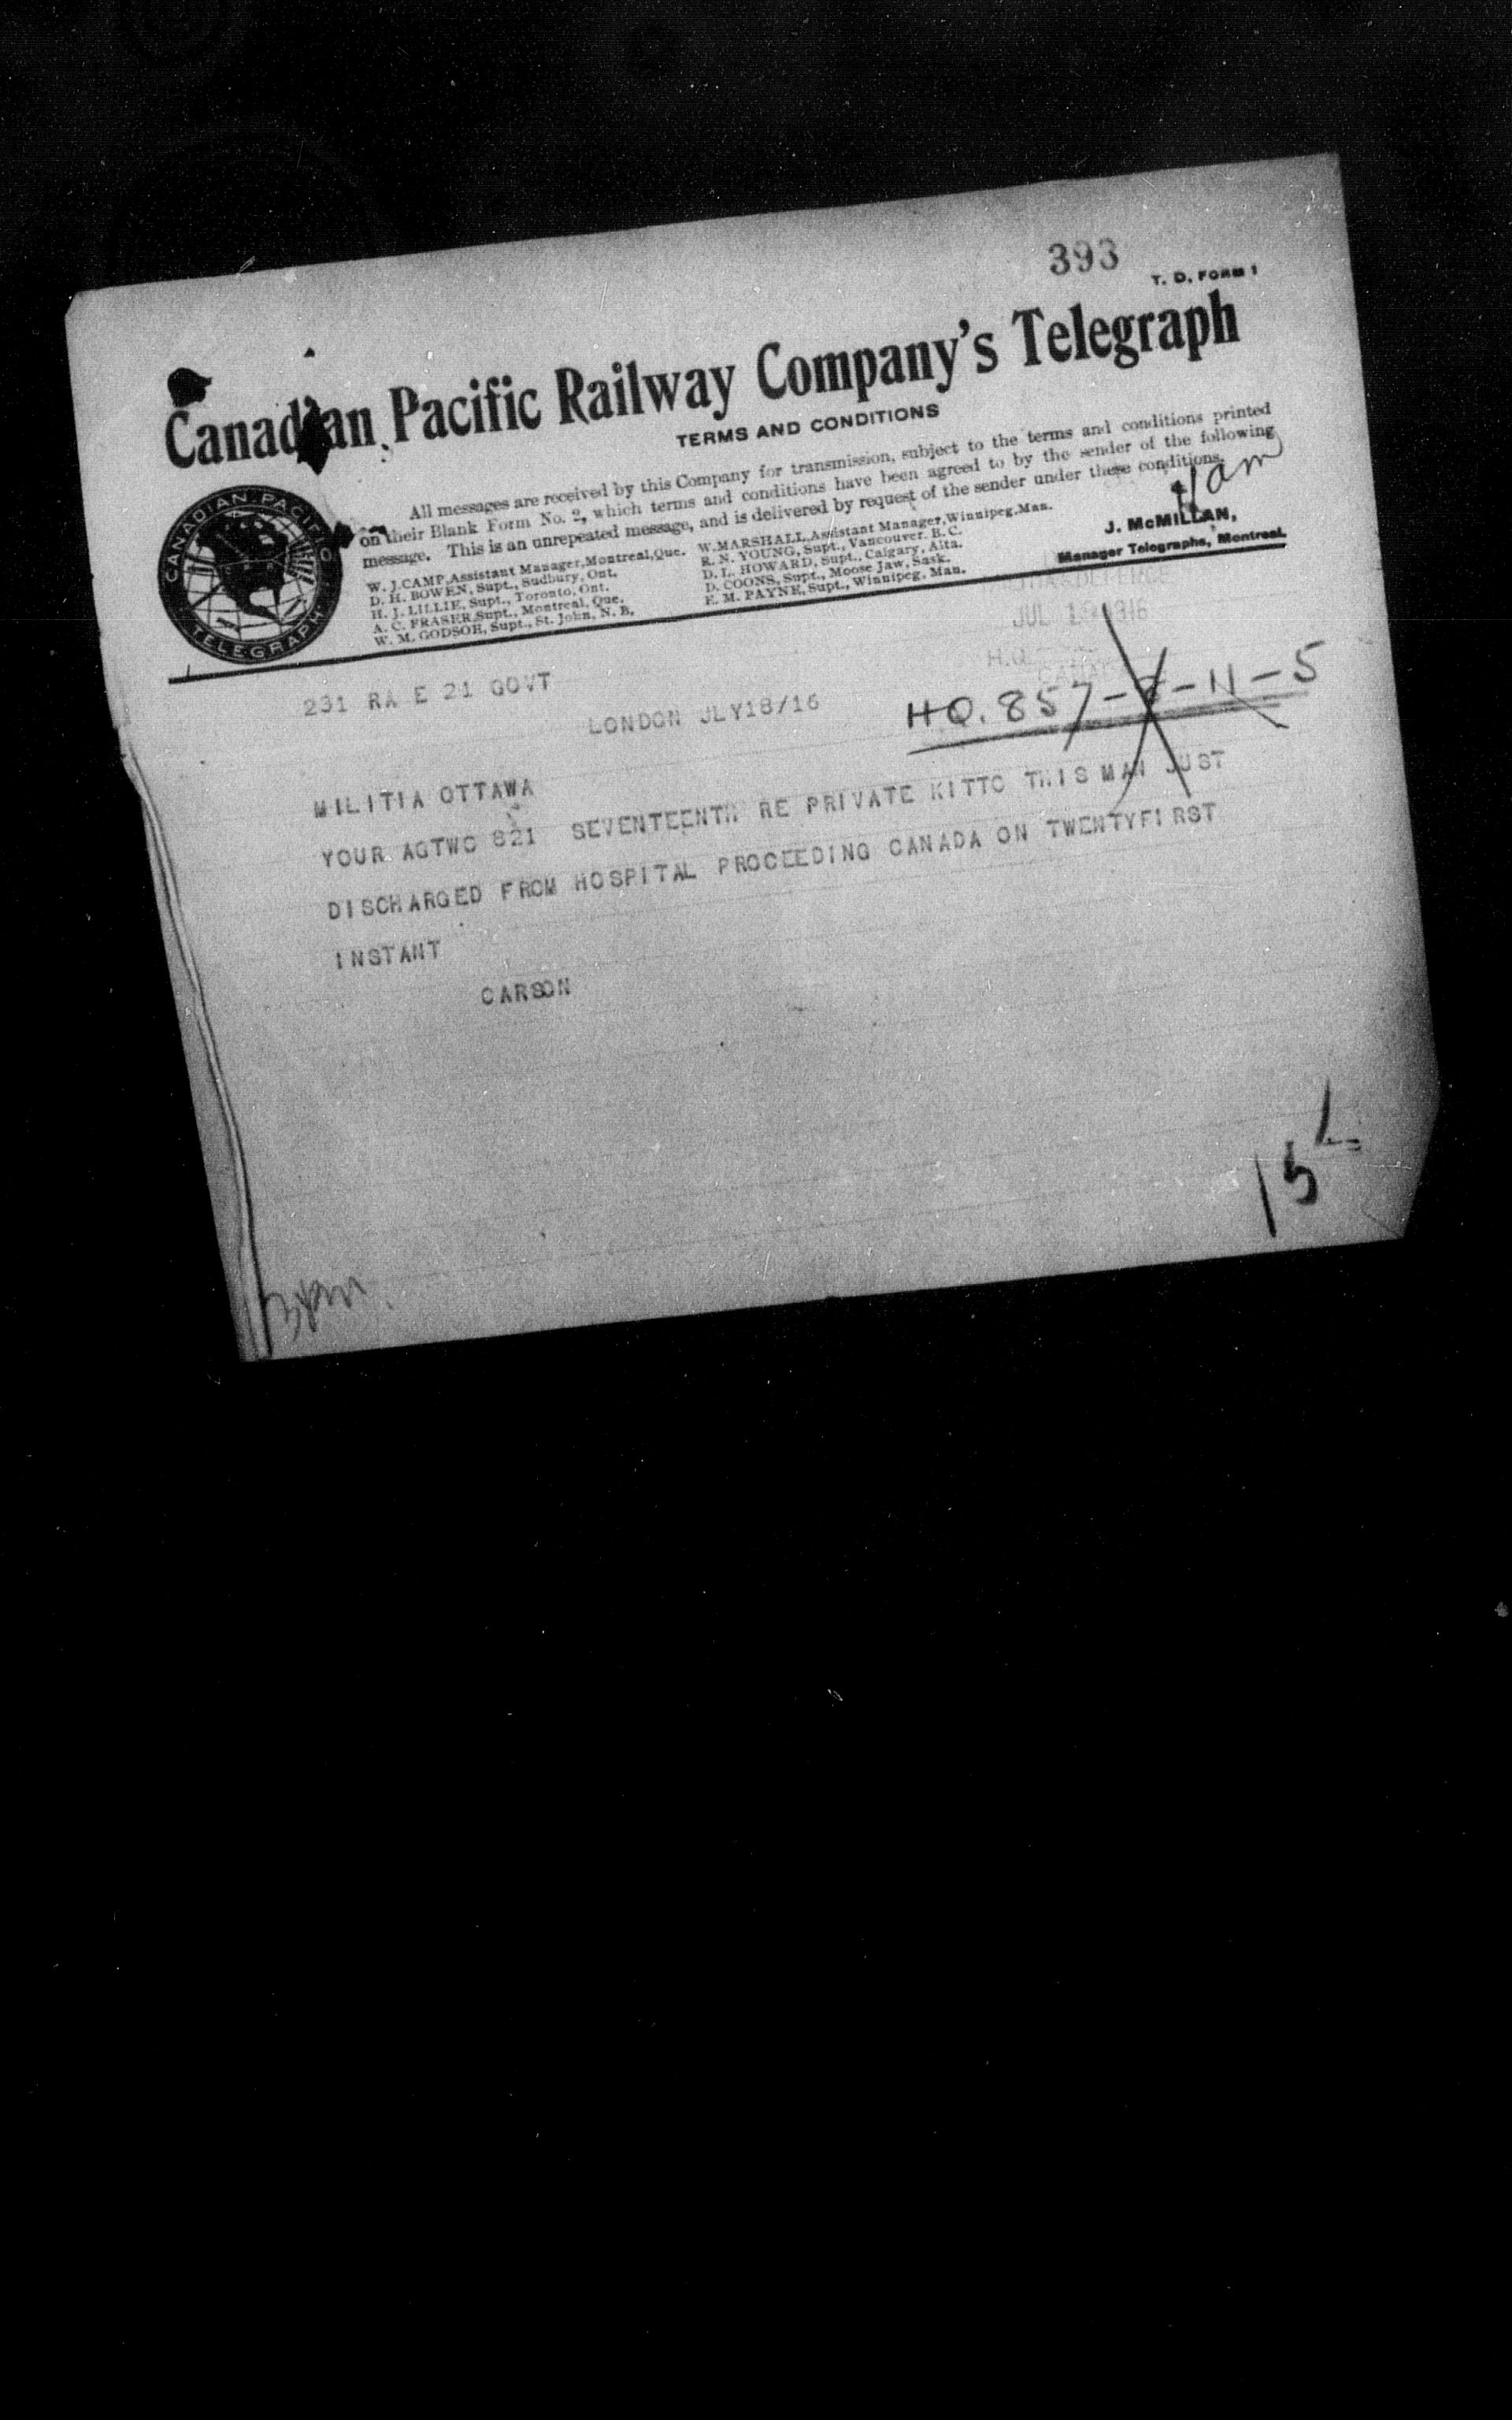 393
T. D. FORM 1
Canadian Pacific Railway Company's Telegraph
TERMS AND CONDITIONS
All messages are received by this Company for transmission, subject to the terms and conditions printed
on their Blank Form No. 2, which terms and conditions have been agreed to by the sender of the following
message. This is an unrepeated message, and is delivered by request of the sender under these conditions.
CANADIAN PACIFIC
TELEGRAPH
W. J. CAMP, Assistant Manager, Montreal, Que.
D. H. BOWEN, Supt., Sudbury, Ont.
H. J. LILLIE, Supt., Toronto, Ont.
A. C. FRASER, Supt., Montreal, Que.
W. M. GODSOE, Supt., St. John, N. B.
W. MARSHALL, Assistant Manager, Winnipeg, Man.
R. N. YOUNG, Supt., Vancouver. B. C.
D. L. HOWARD, Supt., Calgary, Alta.
D. COONS, Supt., Moose Jaw, Sask.
E. M. PAYNE, Supt., Winnipeg, Man.
J. McMILLAN,
Manager Telegraphs, Montreal.
JUL 1916
H.Q.
231 RA E 21 GOVT
LONDON JLY18/16
HQ. 857- -11-5
MILITIA OTTAWA
YOUR AGTWC 821 SEVENTEENTH RE PRIVATE KITTO THIS MAN JUST
DISCHARGED FROM HOSPITAL PROCEEDING CANADA ON TWENTYFIRST
INSTANT
CARSON
15